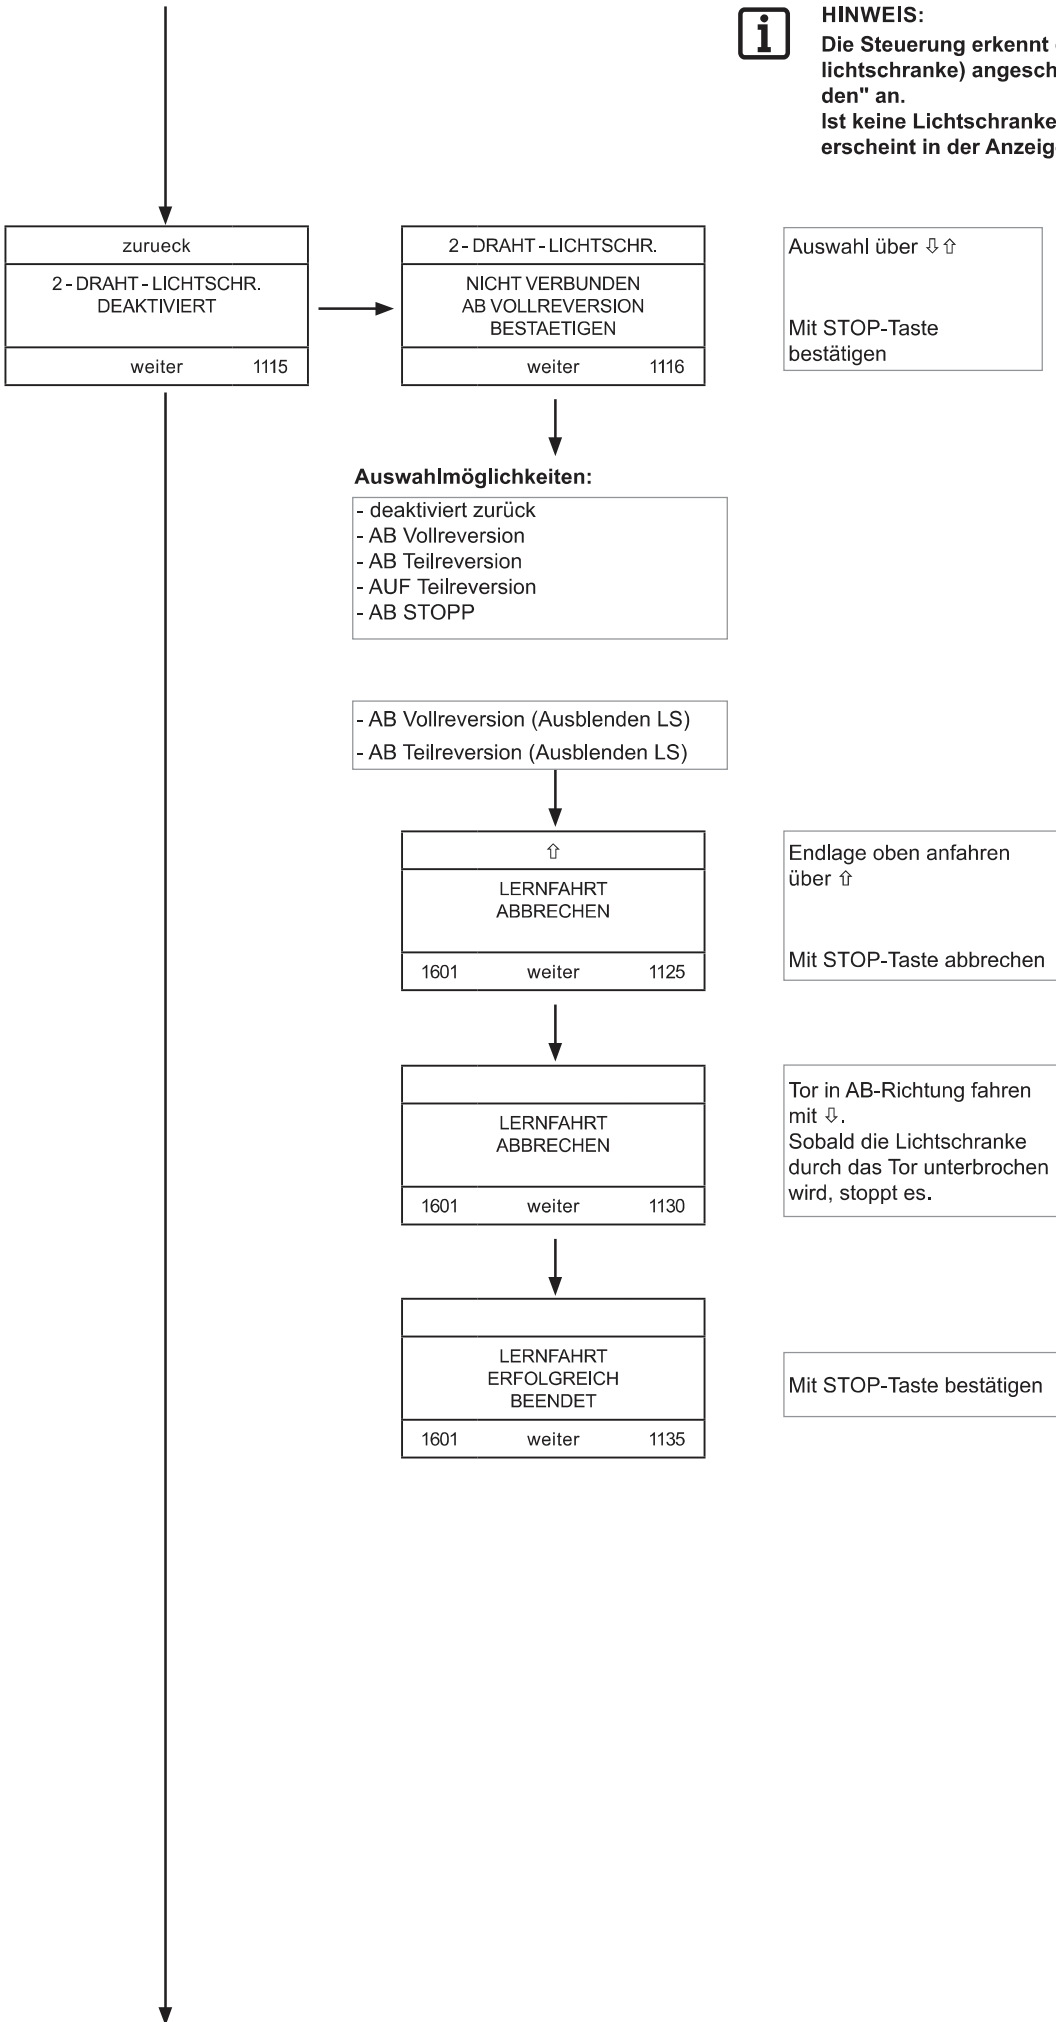 HINWEIS:
Die Steuerung erkennt
lichtschranke) angesch
den" an.
Ist keine Lichtschranke
erscheint in der Anzeig
zurueck
2 - DRAHT - LICHTSCHR.
DEAKTIVIERT
weiter 1115
2 - DRAHT - LICHTSCHR.
NICHT VERBUNDEN
AB VOLLREVERSION
BESTAETIGEN
weiter 1116
Auswahl über ⇩⇧
Mit STOP-Taste
bestätigen
Auswahlmöglichkeiten:
- deaktiviert zurück
- AB Vollreversion
- AB Teilreversion
- AUF Teilreversion
- AB STOPP
- AB Vollreversion (Ausblenden LS)
- AB Teilreversion (Ausblenden LS)
⇧
LERNFAHRT
ABBRECHEN
1601 weiter 1125
Endlage oben anfahren
über ⇧
Mit STOP-Taste abbrechen
LERNFAHRT
ABBRECHEN
1601 weiter 1130
Tor in AB-Richtung fahren
mit ⇩.
Sobald die Lichtschranke
durch das Tor unterbrochen
wird, stoppt es.
LERNFAHRT
ERFOLGREICH
BEENDET
1601 weiter 1135
Mit STOP-Taste bestätigen